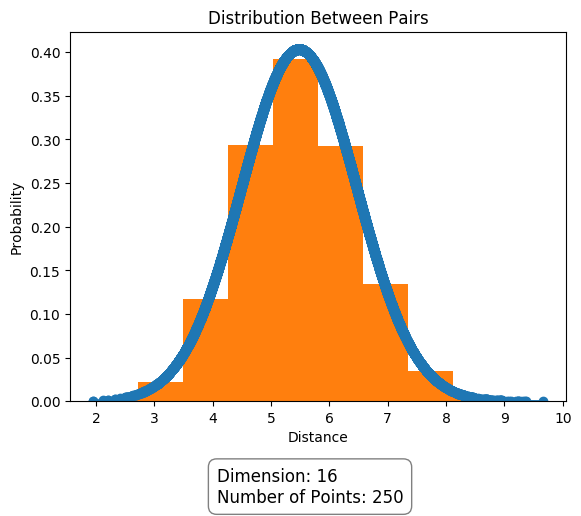 Distribution Between Pairs
0.40
0.35
0.30
0.25
0.20
0.15
0.10
0.05
0.00
Probability
2 3 4 5 6 7 8 9 10
Distance
Dimension: 16
Number of Points: 250